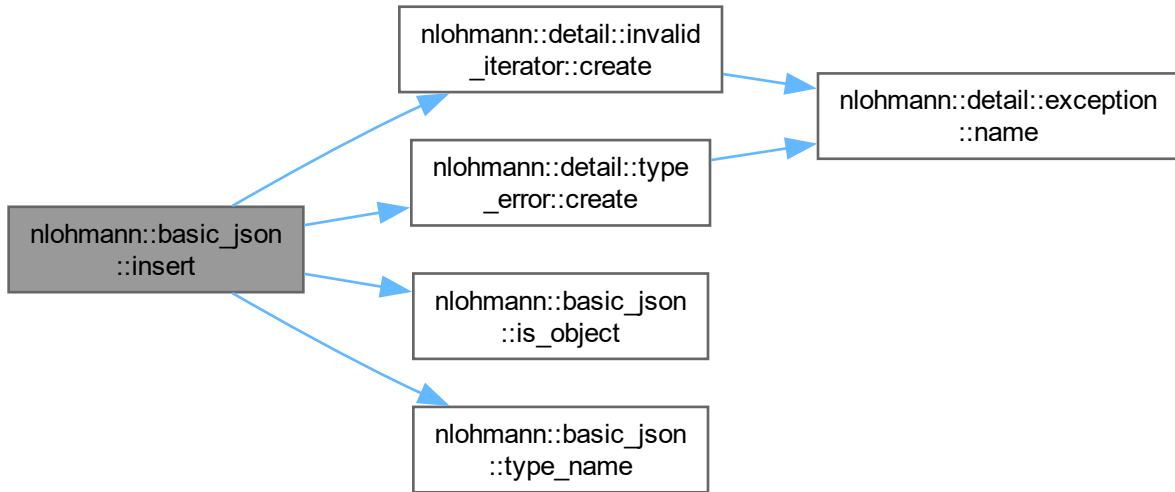 nlohmann::detail::invalid
_iterator::create
nlohmann::detail::exception
::name
nlohmann::detail::type
_error::create
nlohmann::basic_json
::insert
nlohmann::basic_json
::is_object
nlohmann::basic_json
::type_name